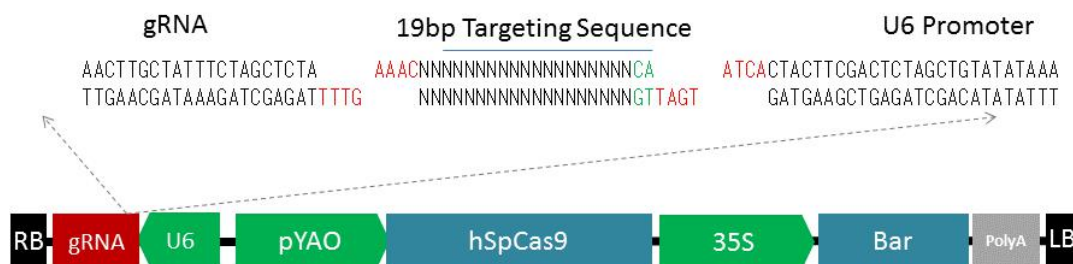 gRNA 19bp Targeting Sequence U6 Promoter
AACTTGCTATTTCTAGCTCTA AAACNNNNNNNNNNNNNNNNNNNCA ATCACTACTTCGACTCTAGCTGTATATAAA
TTGAACGATAAAGATCGAGATTTTG NNNNNNNNNNNNNNNNNNNGTTAGT GATGAAGCTGAGATCGACATATATTT
RB gRNA U6 pYAO hSpCas9 35S Bar PolyA LB